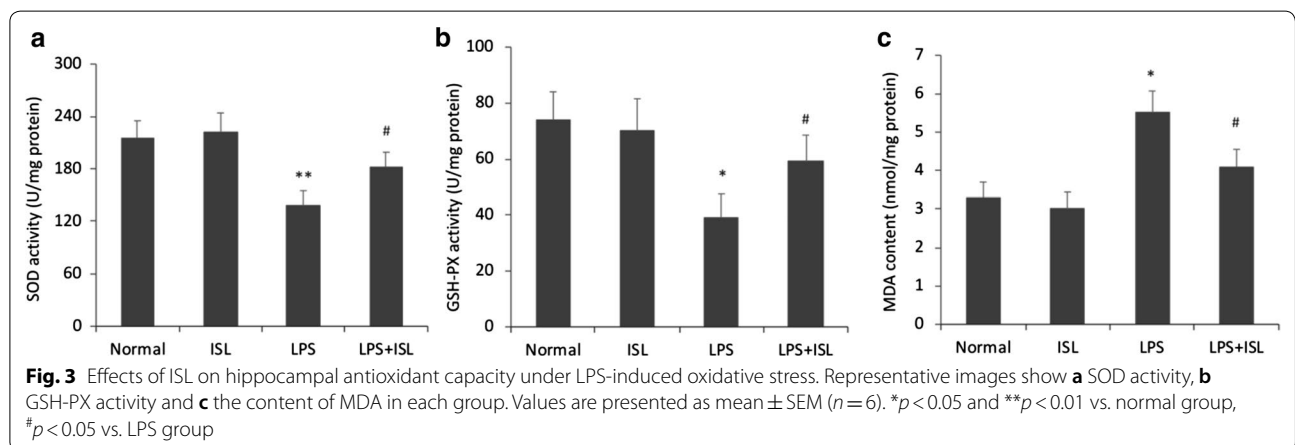 a
300
240
180
120
60
0
SOD activity (U/mg protein)
**
#
Normal ISL LPS LPS+ISL
b
100
80
60
40
20
0
GSH-PX activity (U/mg protein)
*
#
Normal ISL LPS LPS+ISL
c
7
6
5
4
3
2
1
0
MDA content (nmol/mg protein)
*
#
Normal ISL LPS LPS+ISL
Fig. 3 Effects of ISL on hippocampal antioxidant capacity under LPS-induced oxidative stress. Representative images show a SOD activity, b
GSH-PX activity and c the content of MDA in each group. Values are presented as mean ± SEM (n = 6). *p < 0.05 and **p < 0.01 vs. normal group,
#p < 0.05 vs. LPS group